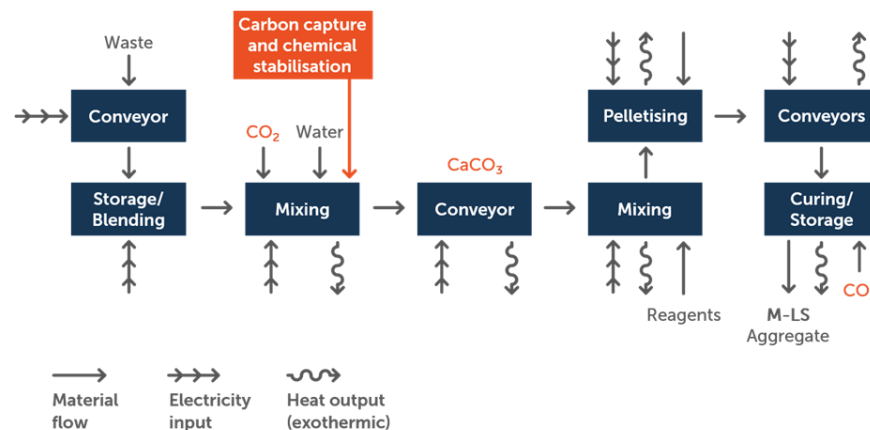 Carbon capture
and chemical
stabilisation
Waste
Conveyor
CO₂
Water
Pelletising
Conveyors
CaCO₃
Storage/
Blending
Mixing
Conveyor
Mixing
Curing/
Storage
CO
Reagents
M-LS
Aggregate
Material
flow
Electricity
input
Heat output
(exothermic)